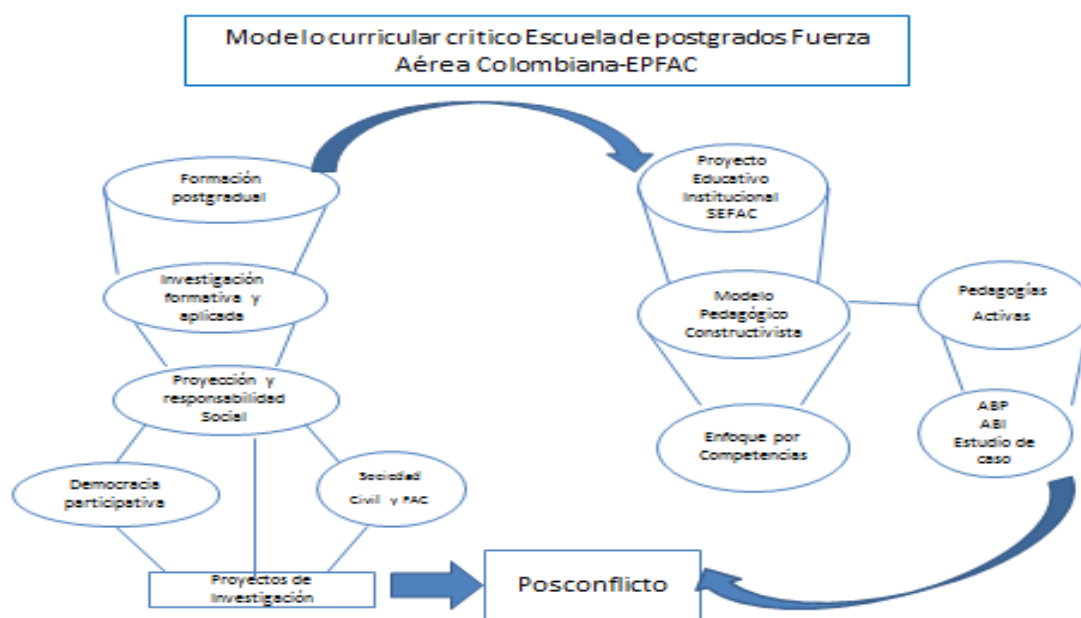 Modelo curricular critico Escuela de postgrados Fuerza
Aérea Colombiana-EPFAC
Formación
postgradual
Investigación
formativa y
aplicada
Proyección y
responsabilidad
Social
Democracia
participativa
Sociedad
Civil y FAC
Proyectos de
Investigación
Proyecto
Educativo
Institucional
SEFAC
Modelo
Pedagógico
Constructivista
Enfoque por
Competencias
Pedagogías
Activas
ABP
ABI
Estudio de
caso
Posconflicto